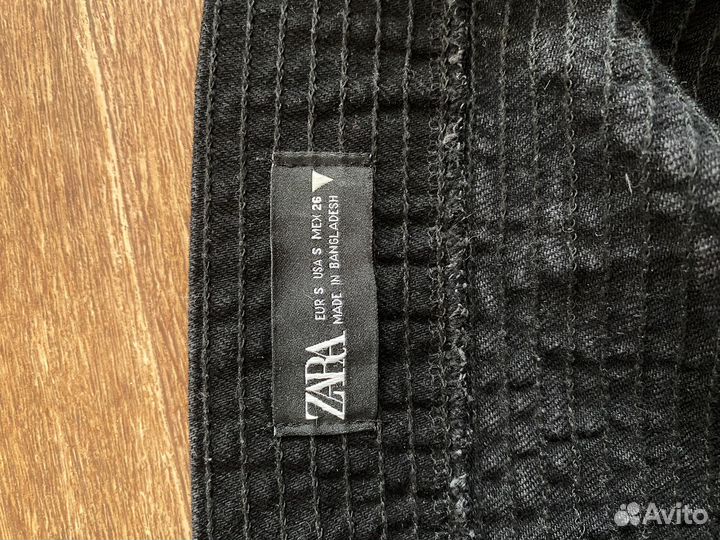 ZARA
EUR S USA S MEX 26
MADE IN BANGLADESH
Avito